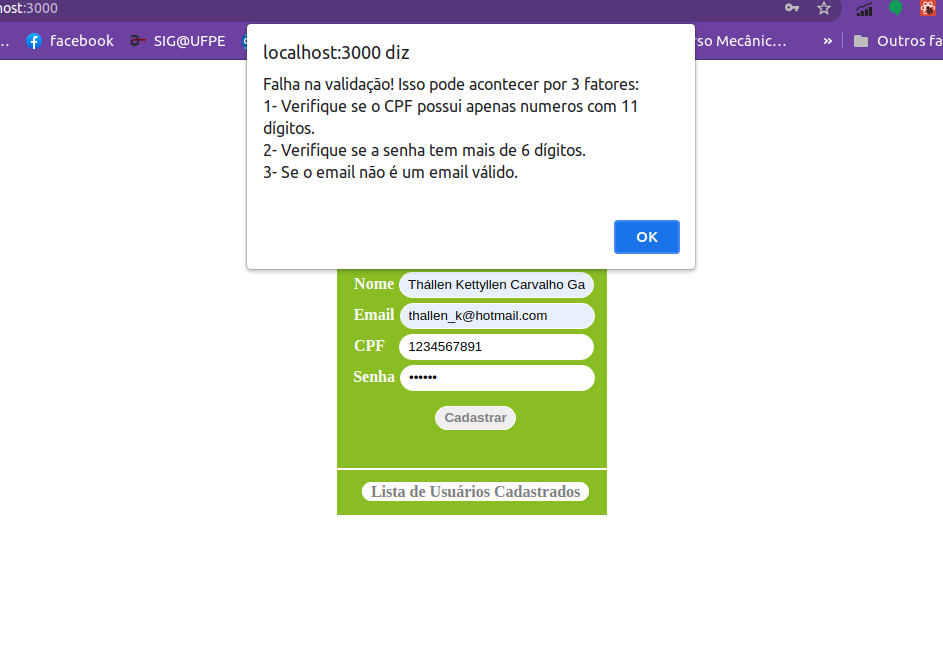 nost:3000
... facebook SIG@UFPE rso Mecânic... » Outros fa
localhost:3000 diz
Falha na validação! Isso pode acontecer por 3 fatores:
1- Verifique se o CPF possui apenas numeros com 11
dígitos.
2- Verifique se a senha tem mais de 6 dígitos.
3- Se o email não é um email válido.
OK
Nome Thállen Kettyllen Carvalho Ga
Email thallen_k@hotmail.com
CPF 1234567891
Senha ••••••
Cadastrar
Lista de Usuários Cadastrados